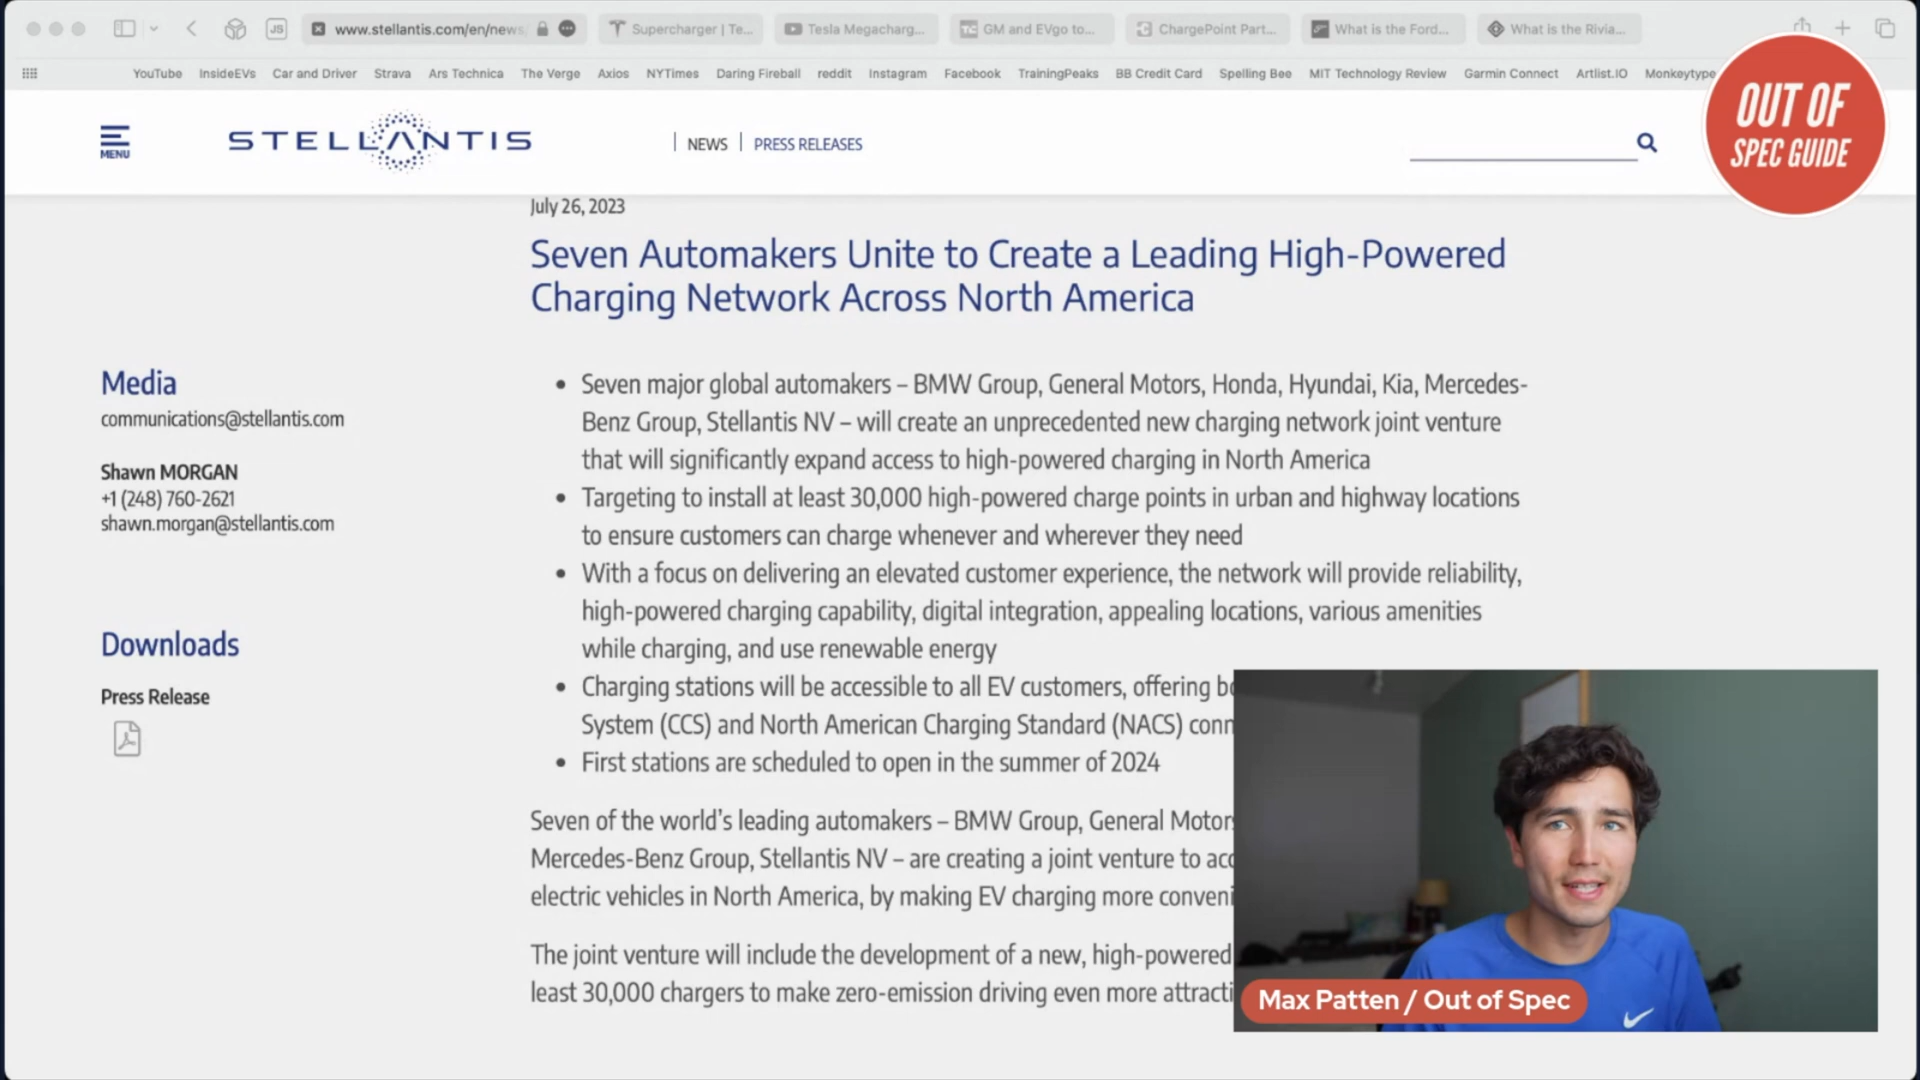 JS
www.stellantis.com/en/news
Supercharger | Te...
Tesla Megacharg...
TC
GM and EVgo to...
ChargePoint Part...
What is the Ford...
What is the Rivia...
YouTube InsideEVs Car and Driver Strava Ars Technica The Verge Axios NYTimes Daring Fireball reddit Instagram Facebook TrainingPeaks BB Credit Card Spelling Bee MIT Technology Review Garmin Connect Artlist.IO Monkeytype
OUT OF
SPEC GUIDE
MENU
STELLANTIS
NEWS
PRESS RELEASES
July 26, 2023
Seven Automakers Unite to Create a Leading High-Powered
Charging Network Across North America
Media
communications@stellantis.com
Shawn MORGAN
+1 (248) 760-2621
shawn.morgan@stellantis.com
Downloads
Press Release
• Seven major global automakers – BMW Group, General Motors, Honda, Hyundai, Kia, Mercedes-
Benz Group, Stellantis NV – will create an unprecedented new charging network joint venture
that will significantly expand access to high-powered charging in North America
• Targeting to install at least 30,000 high-powered charge points in urban and highway locations
to ensure customers can charge whenever and wherever they need
• With a focus on delivering an elevated customer experience, the network will provide reliability,
high-powered charging capability, digital integration, appealing locations, various amenities
while charging, and use renewable energy
• Charging stations will be accessible to all EV customers, offering
System (CCS) and North American Charging Standard (NACS)
• First stations are scheduled to open in the summer of 2024
Seven of the world's leading automakers – BMW Group, General
Mercedes-Benz Group, Stellantis NV – are creating a joint venture to
electric vehicles in North America, by making EV charging more
The joint venture will include the development of a new, high-powered
least 30,000 chargers to make zero-emission driving even more
Max Patten / Out of Spec